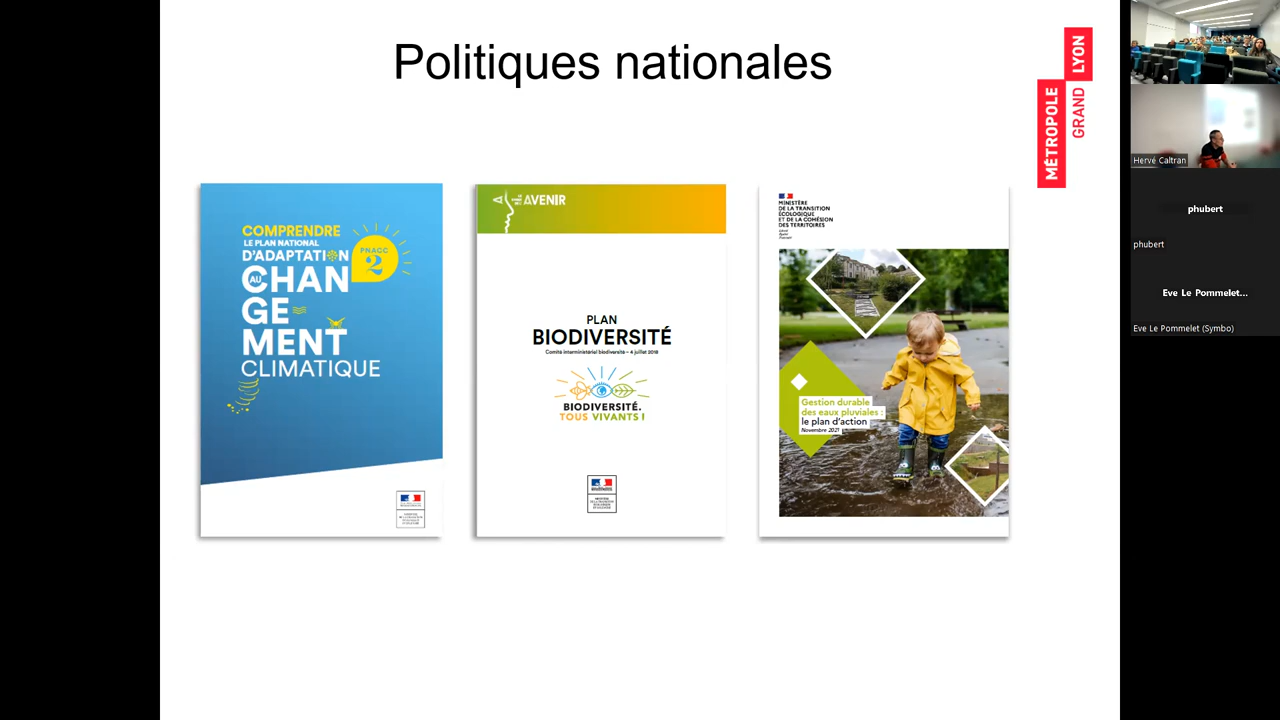 Politiques nationales
MÉTROPOLE
GRAND
LYON
COMPRENDRE
LE PLAN NATIONAL
D'ADAPTATION
AU
CHAN
GE
MENT
CLIMATIQUE
PNACC
2
AVENIR
PLAN
BIODIVERSITÉ
Comité interministériel biodiversité – 4 juillet 2018
BIODIVERSITÉ.
TOUS VIVANTS !
MINISTÈRE
DE LA TRANSITION
ÉCOLOGIQUE
ET DE LA COHÉSION
DES TERRITOIRES
Liberté
Égalité
Fraternité
Gestion durable
des eaux pluviales :
le plan d'action
Novembre 2021
Hervé Caltran
phubert
phubert
Eve Le Pommelet...
Eve Le Pommelet (Symbo)